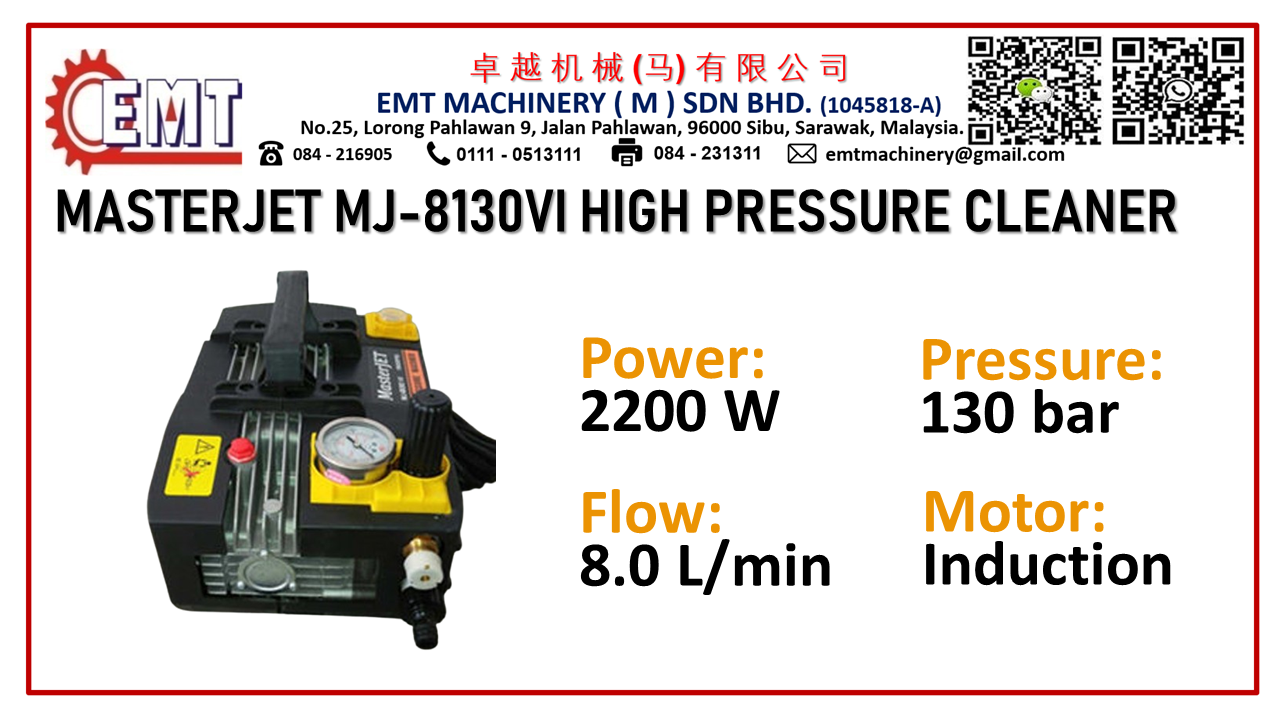 EMT
卓越机械(马)有限公司
EMT MACHINERY ( M ) SDN BHD. (1045818-A)
No.25, Lorong Pahlawan 9, Jalan Pahlawan, 96000 Sibu, Sarawak, Malaysia.
084 - 216905 0111 - 0513111 084 - 231311 emtmachinery@gmail.com
MASTERJET MJ-8130VI HIGH PRESSURE CLEANER
MasterJET
Power:
2200 W
Pressure:
130 bar
Flow:
8.0 L/min
Motor:
Induction